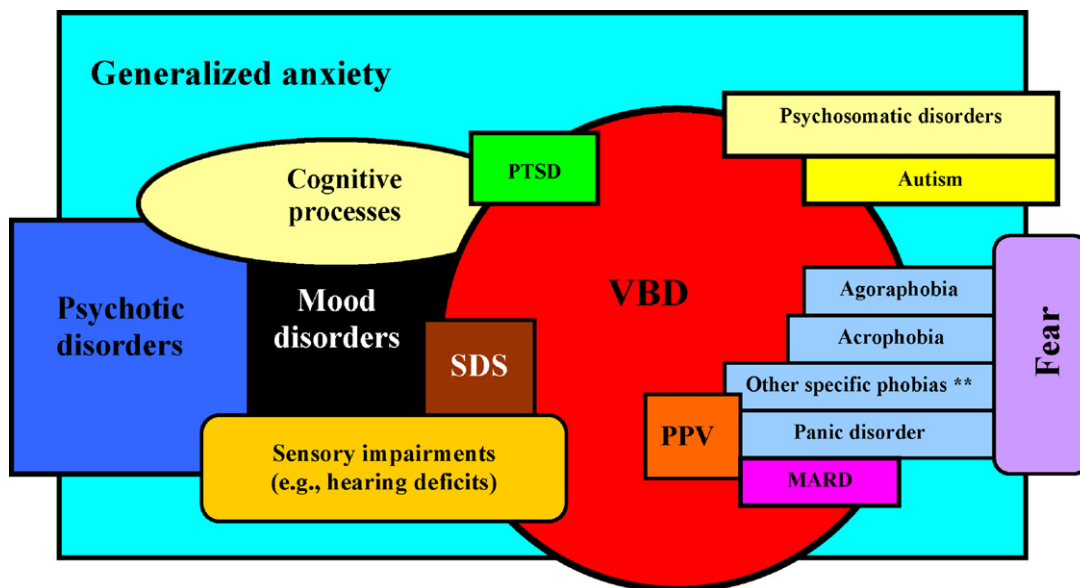 Generalized anxiety
Psychosomatic disorders
PTSD
Autism
Cognitive
processes
Psychotic
disorders
Mood
disorders
VBD
SDS
Agoraphobia
Acrophobia
Other specific phobias **
Panic disorder
Fear
PPV
MARD
Sensory impairments
(e.g., hearing deficits)